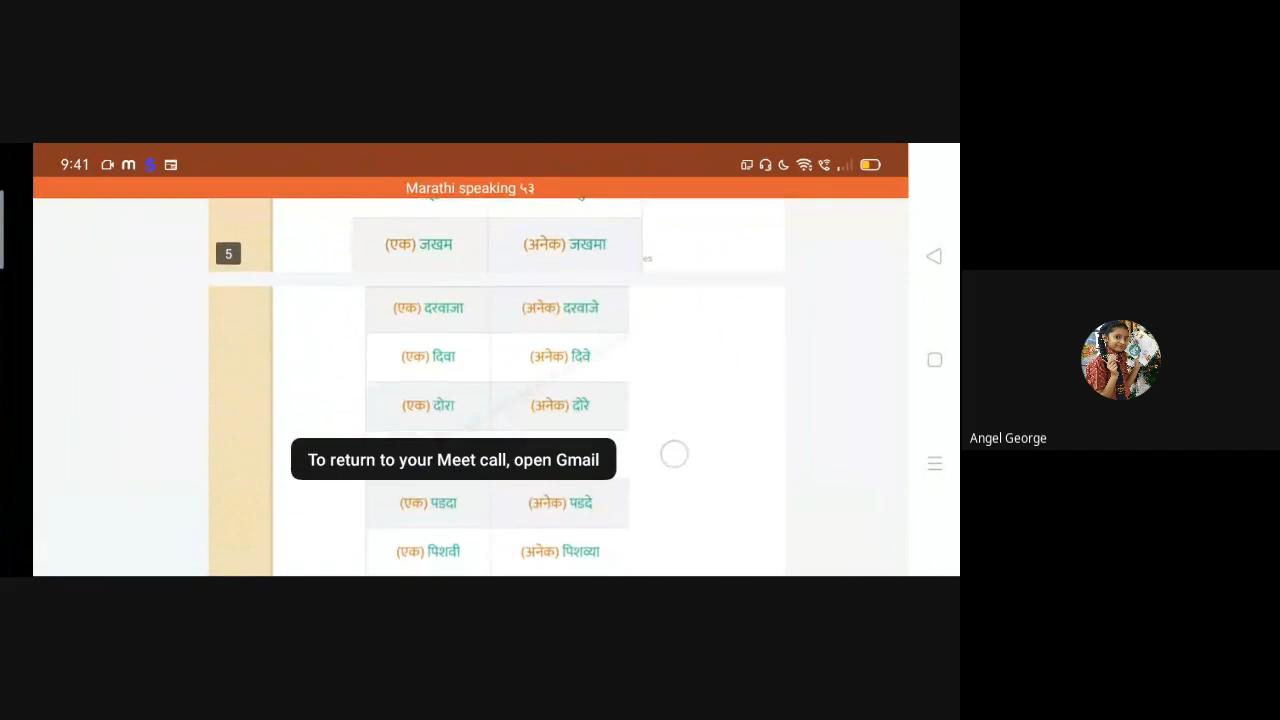 9:41
Marathi speaking ५३
(एक) जखम (अनेक) जखमा
5
es
(एक) दरवाजा (अनेक) दरवाजे
(एक) दिवा (अनेक) दिवे
(एक) दोरा (अनेक) दोरे
To return to your Meet call, open Gmail
(एक) पडदा (अनेक) पडदे
(एक) पिशवी (अनेक) पिशव्या
Angel George